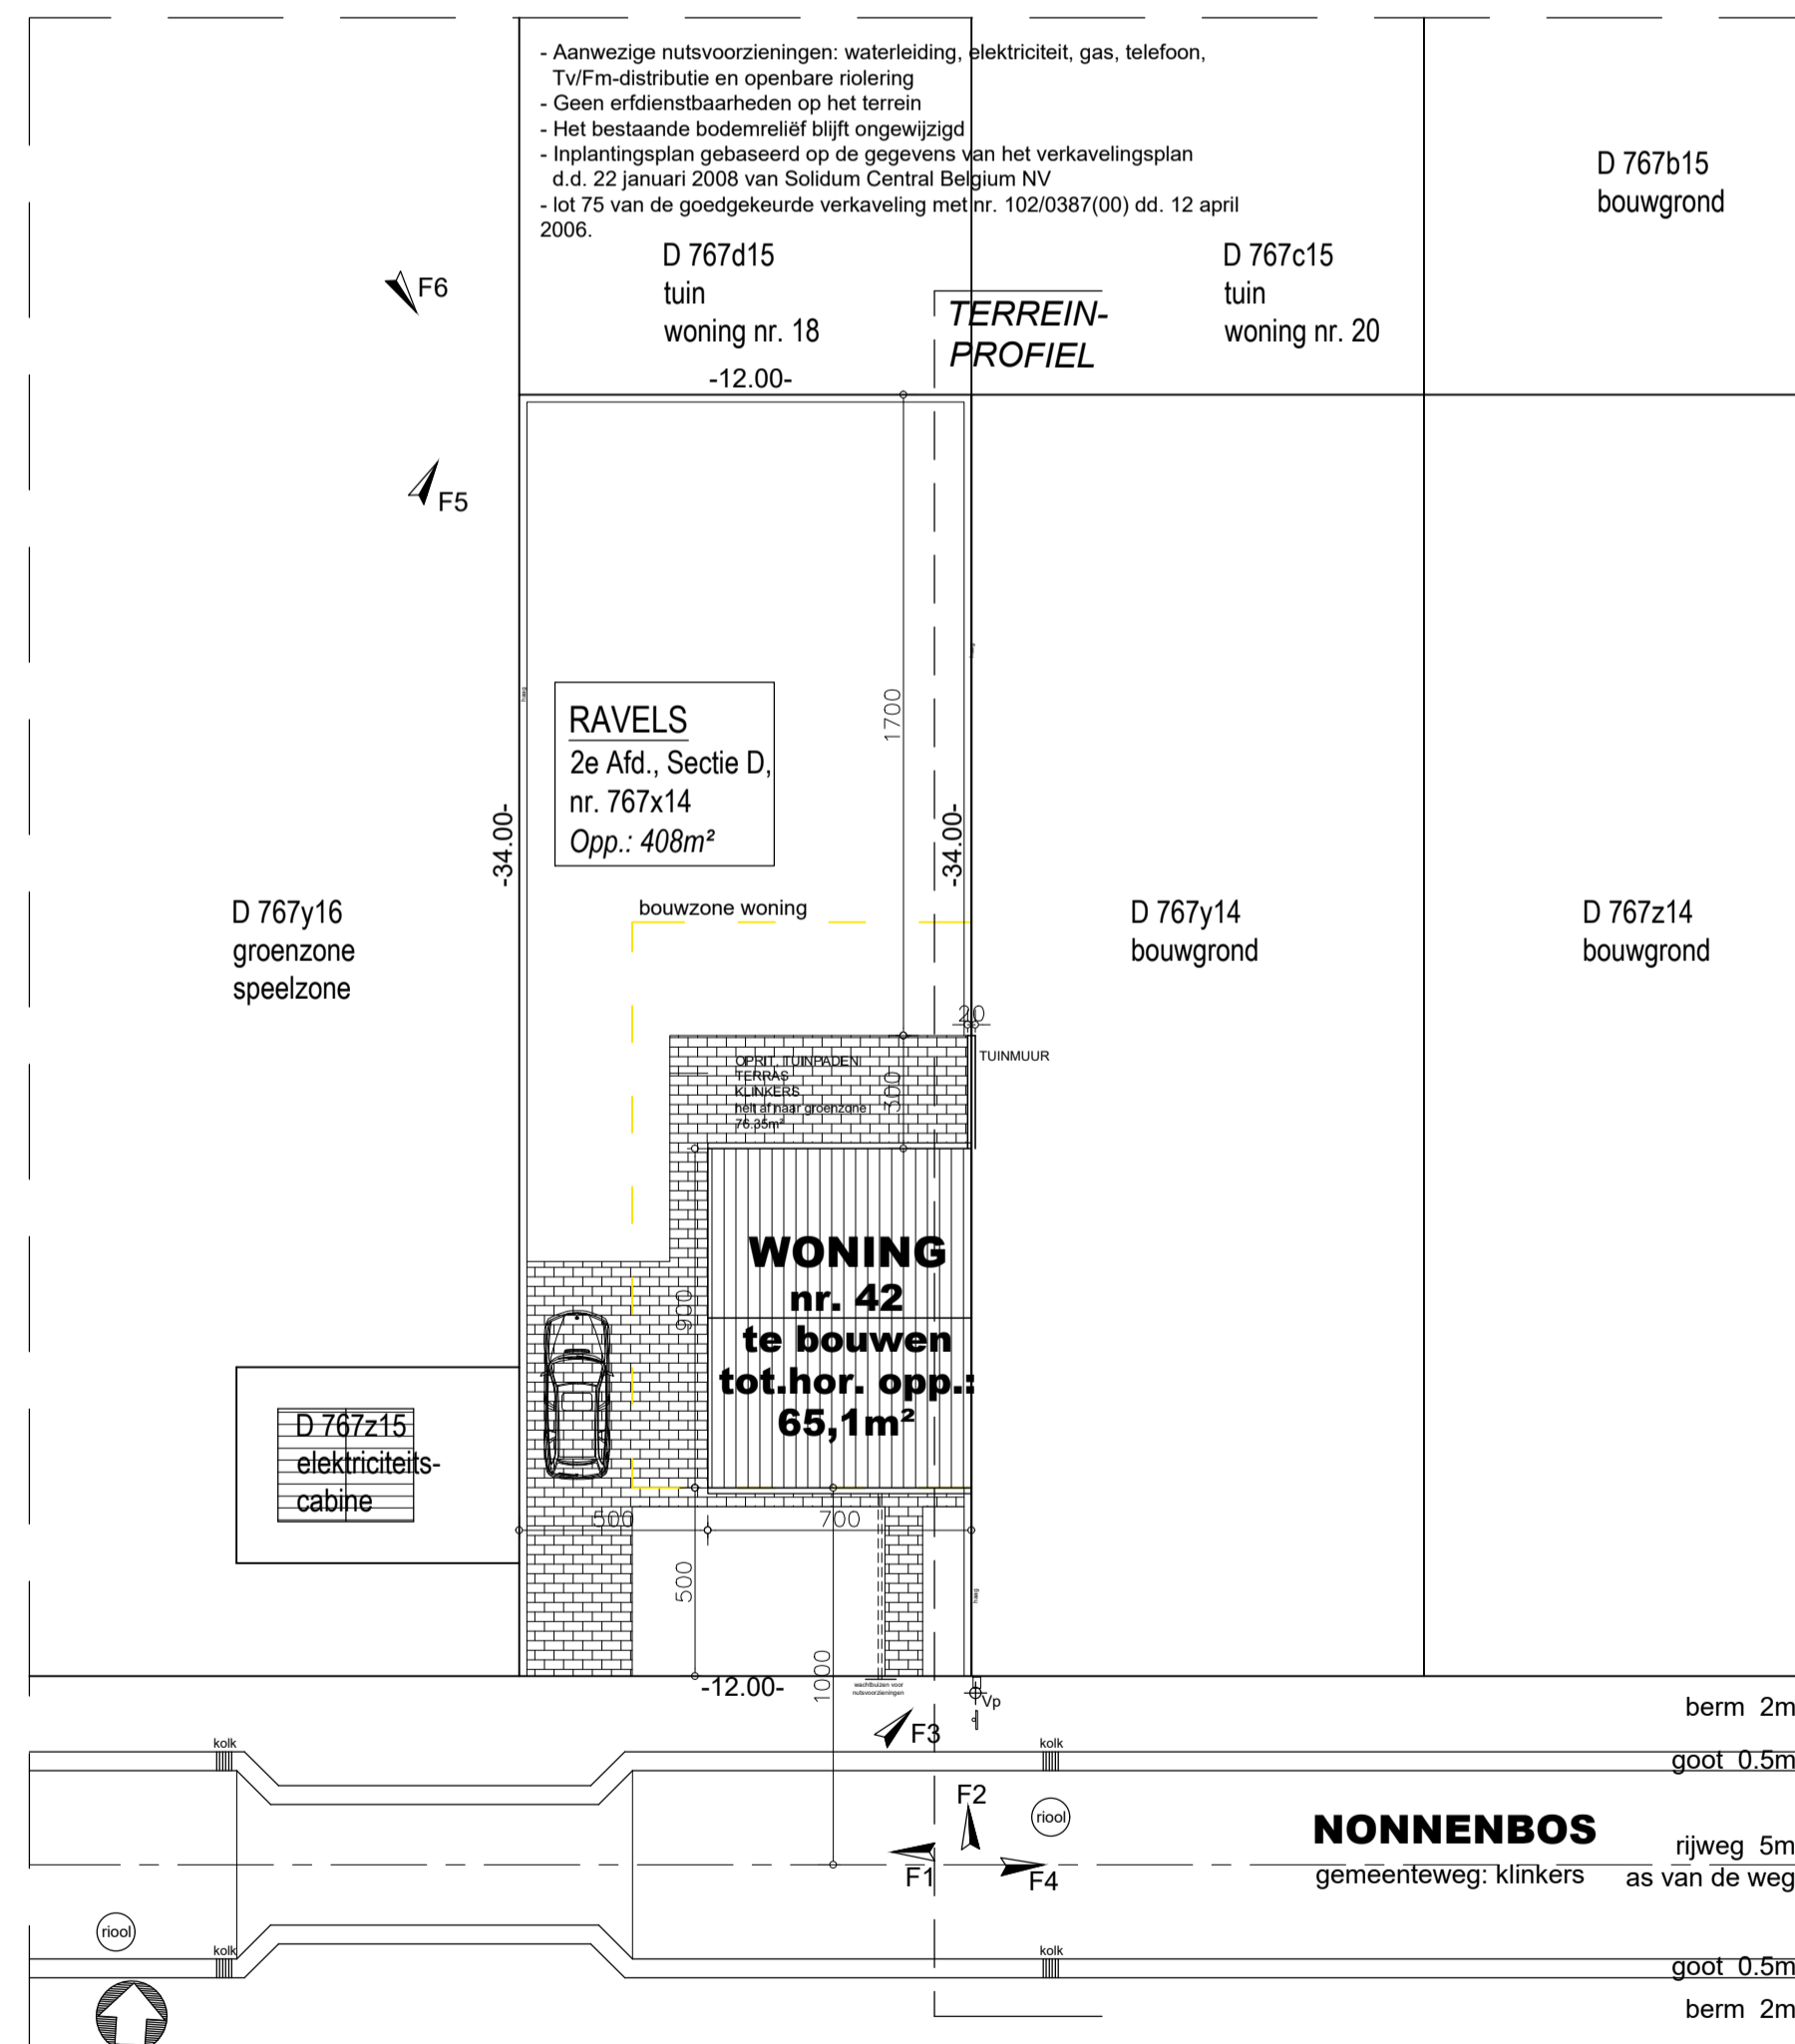 - Aanwezige nutsvoorzieningen: waterleiding, elektriciteit, gas, telefoon,
Tv/Fm-distributie en openbare riolering
- Geen erfdienstbaarheden op het terrein
- Het bestaande bodemreliëf blijft ongewijzigd
- Inplantingsplan gebaseerd op de gegevens van het verkavelingsplan
d.d. 22 januari 2008 van Solidum Central Belgium NV
- lot 75 van de goedgekeurde verkaveling met nr. 102/0387(00) dd. 12 april
2006.
D 767b15
bouwgrond
D 767d15
tuin
woning nr. 18
D 767c15
tuin
woning nr. 20
TERREIN-
PROFIEL
F6
-12.00-
F5
haag
1700
RAVELS
2e Afd., Sectie D,
nr. 767x14
Opp.: 408m²
-34.00-
-34.00-
bouwzone woning
D 767y16
groenzone
speelzone
D 767y14
bouwgrond
D 767z14
bouwgrond
20
TUINMUUR
OPRIT, TUINPADEN
TERRAS
KLINKERS
helt af naar groenzone
76.35m²
300
900
WONING
nr. 42
te bouwen
tot.hor. opp.:
65,1m²
D 767z15
elektriciteits-
cabine
500
700
500
haag
1000
-12.00-
wachtbuizen voor
nutsvoorzieningen
Vp
berm 2m
F3
kolk
kolk
goot 0.5m
F2
riool
NONNENBOS
rijweg 5m
F1
F4
gemeenteweg: klinkers
as van de weg
riool
kolk
kolk
goot 0.5m
berm 2m